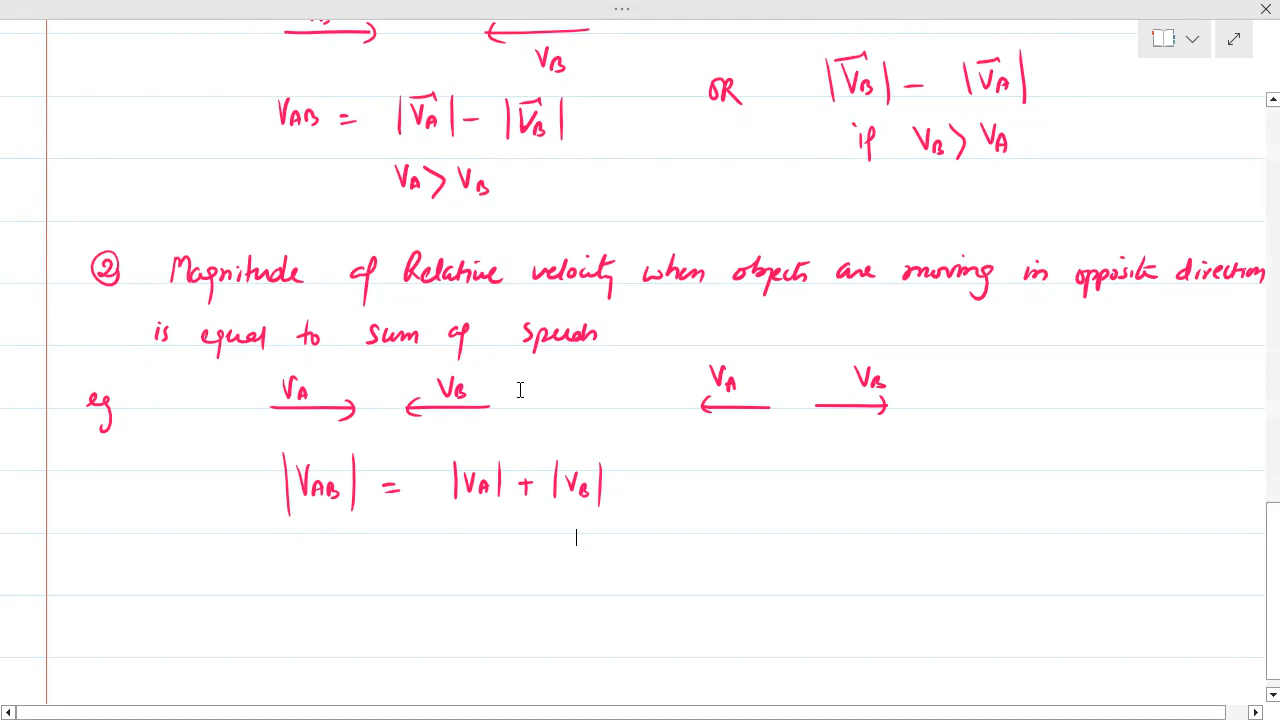 V_B
V_AB = |V⃗_A| - |V⃗_B| OR |V⃗_B| - |V⃗_A|
V_A > V_B if V_B > V_A
② Magnitude of Relative velocity when objects are moving in opposite direction
is equal to sum of speeds
eg V_A V_B V_A V_B
|V_AB| = |V_A| + |V_B|